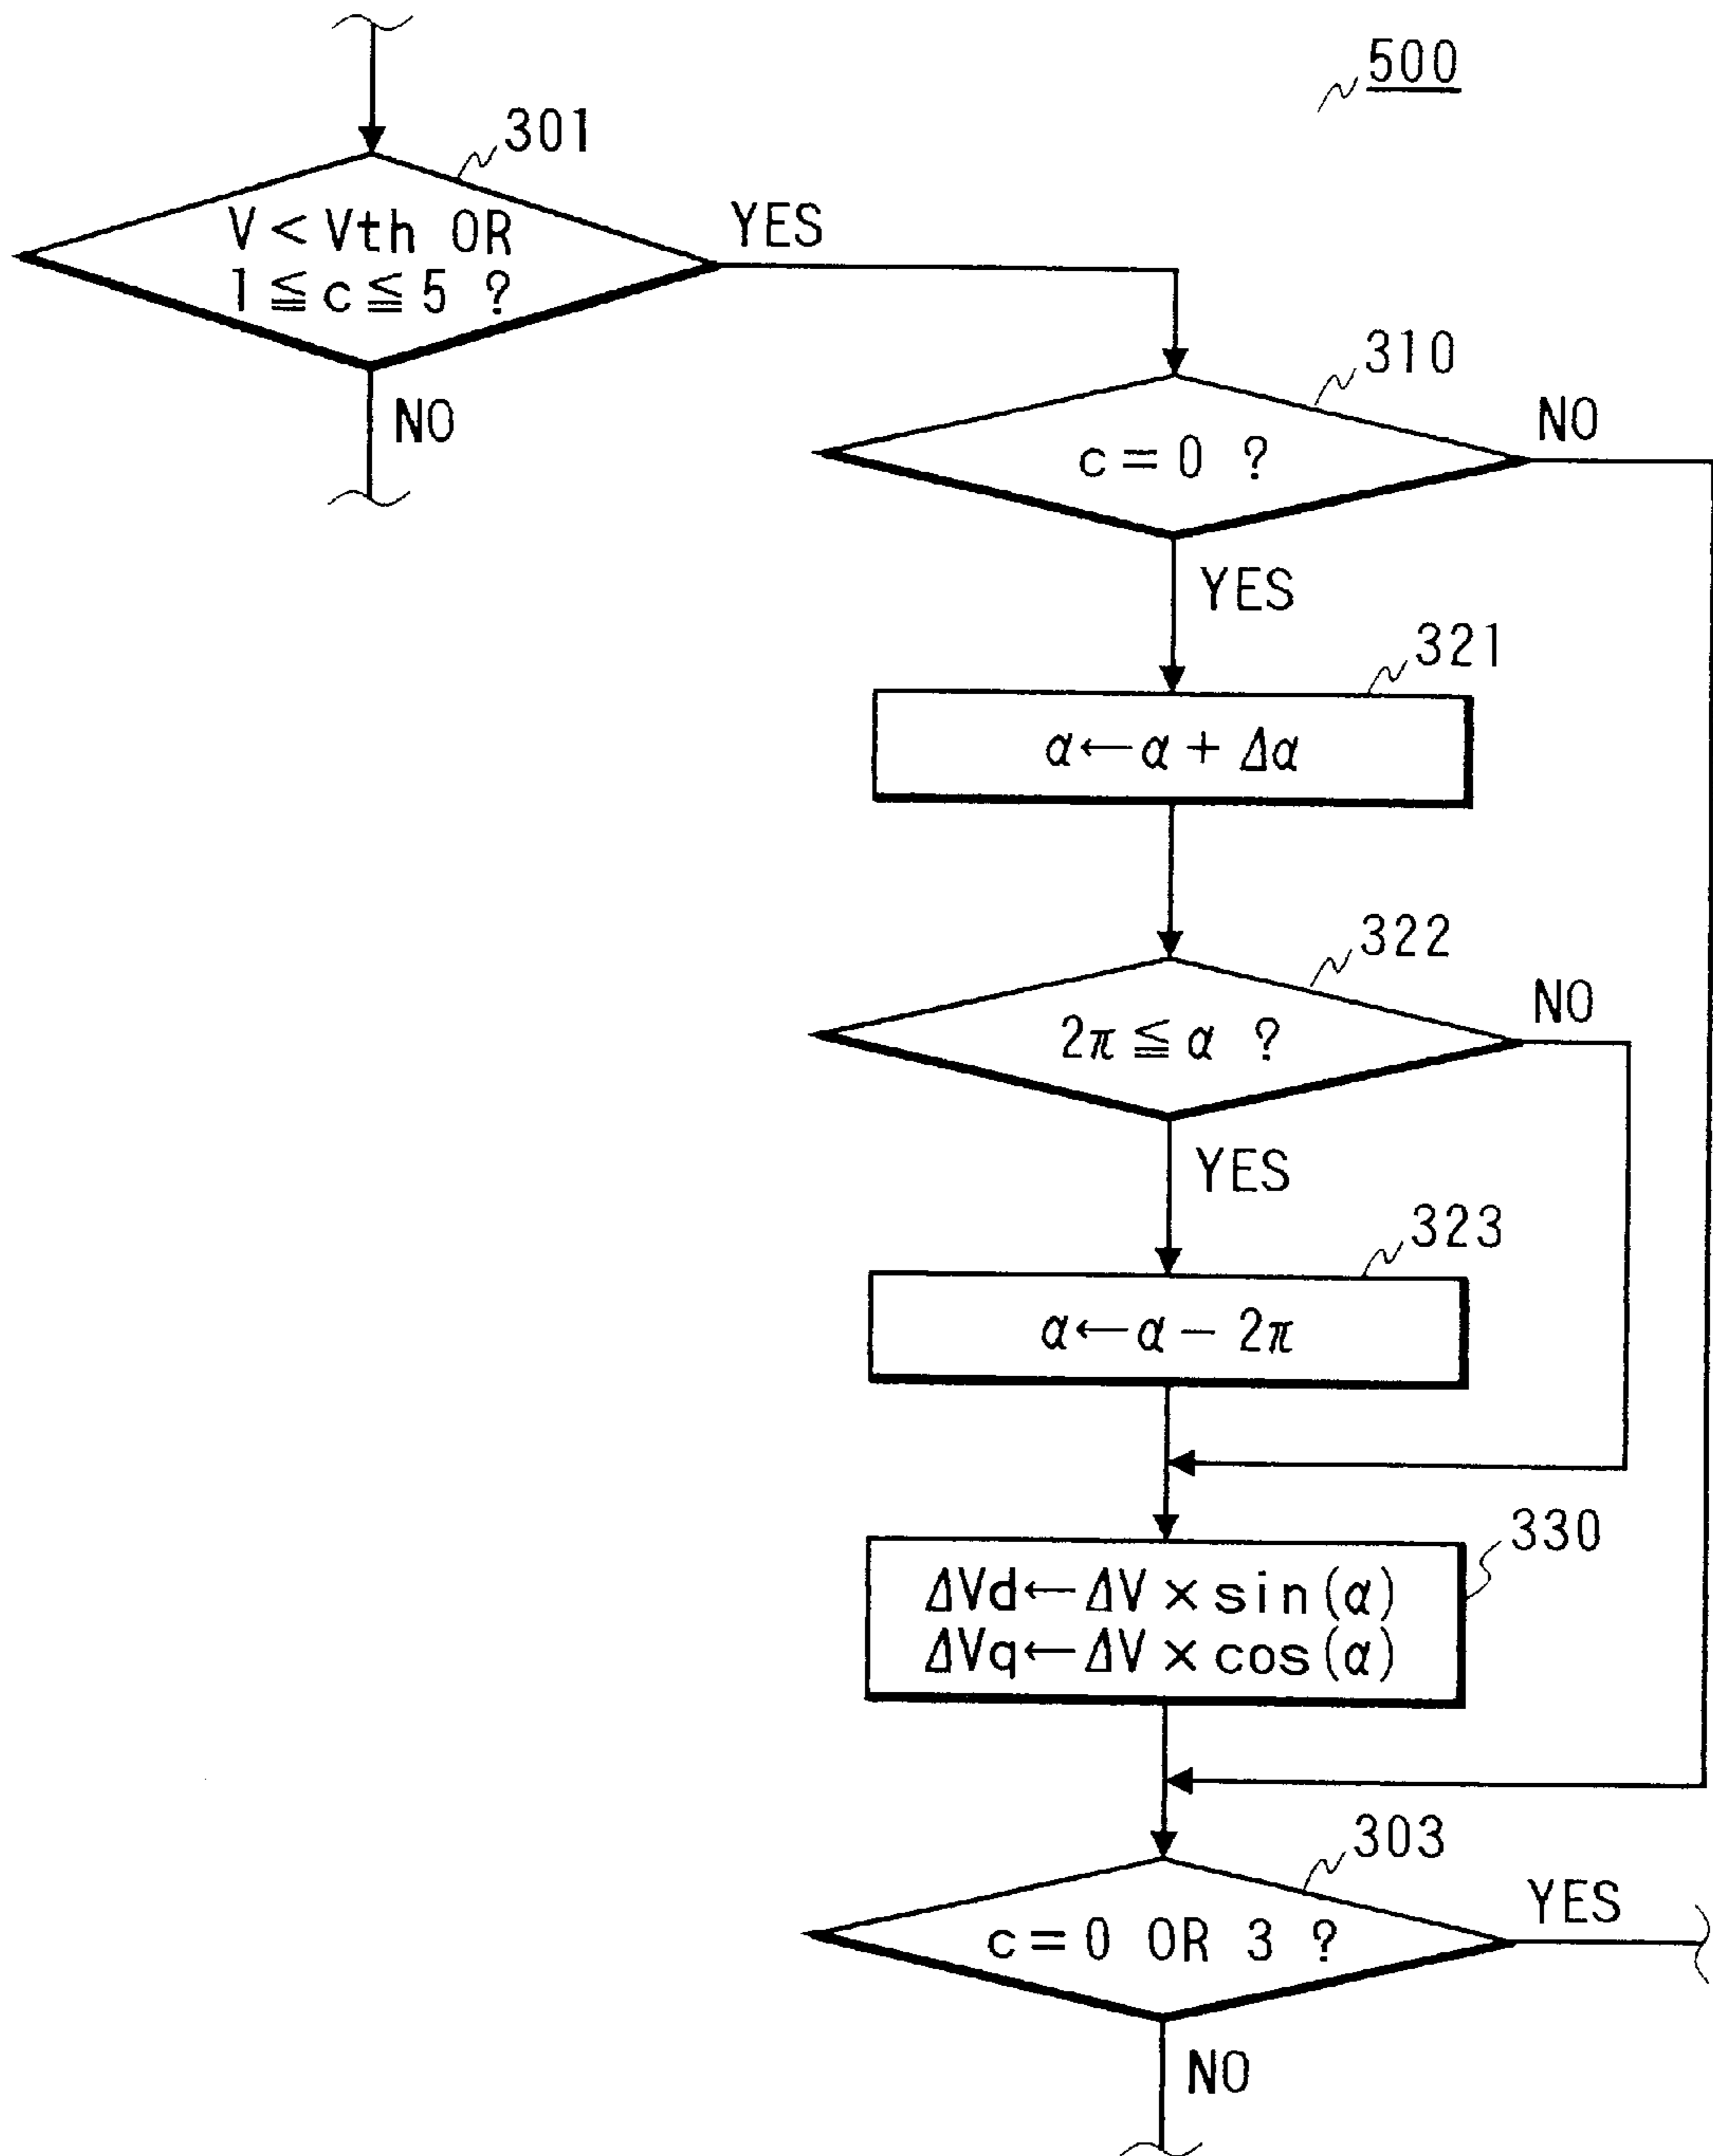 500
301
V < Vth OR
1 ≦ c ≦ 5 ?
YES
NO
310
c = 0 ?
NO
YES
321
α ← α + Δα
322
2π ≦ α ?
NO
YES
323
α ← α - 2π
330
ΔVd ← ΔV × sin(α)
ΔVq ← ΔV × cos(α)
303
c = 0 OR 3 ?
YES
NO